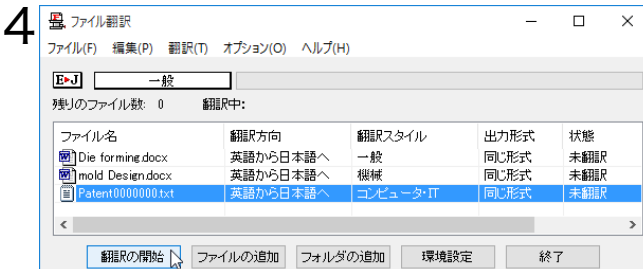 4
ファイル翻訳
ファイル(F) 編集(P) 翻訳(T) オプション(O) ヘルプ(H)
E▸J 一般
残りのファイル数: 0 翻訳中:
ファイル名 翻訳方向 翻訳スタイル 出力形式 状態
Die forming.docx 英語から日本語へ 一般 同じ形式 未翻訳
mold Design.docx 英語から日本語へ 機械 同じ形式 未翻訳
Patent0000000.txt 英語から日本語へ コンピュータ・IT 同じ形式 未翻訳
翻訳の開始 ファイルの追加 フォルダの追加 環境設定 終了